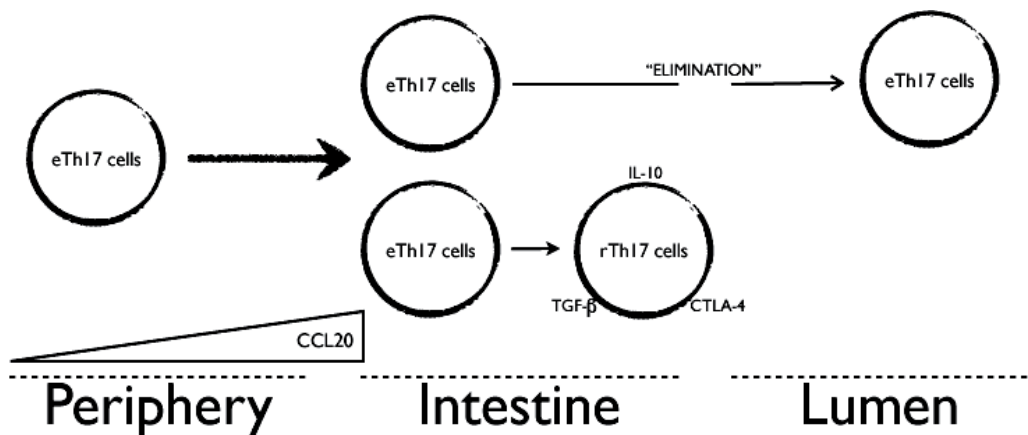 eTh17 cells
eTh17 cells
"ELIMINATION"
eTh17 cells
eTh17 cells
IL-10
rTh17 cells
TGF-β
CTLA-4
CCL20
Periphery
Intestine
Lumen